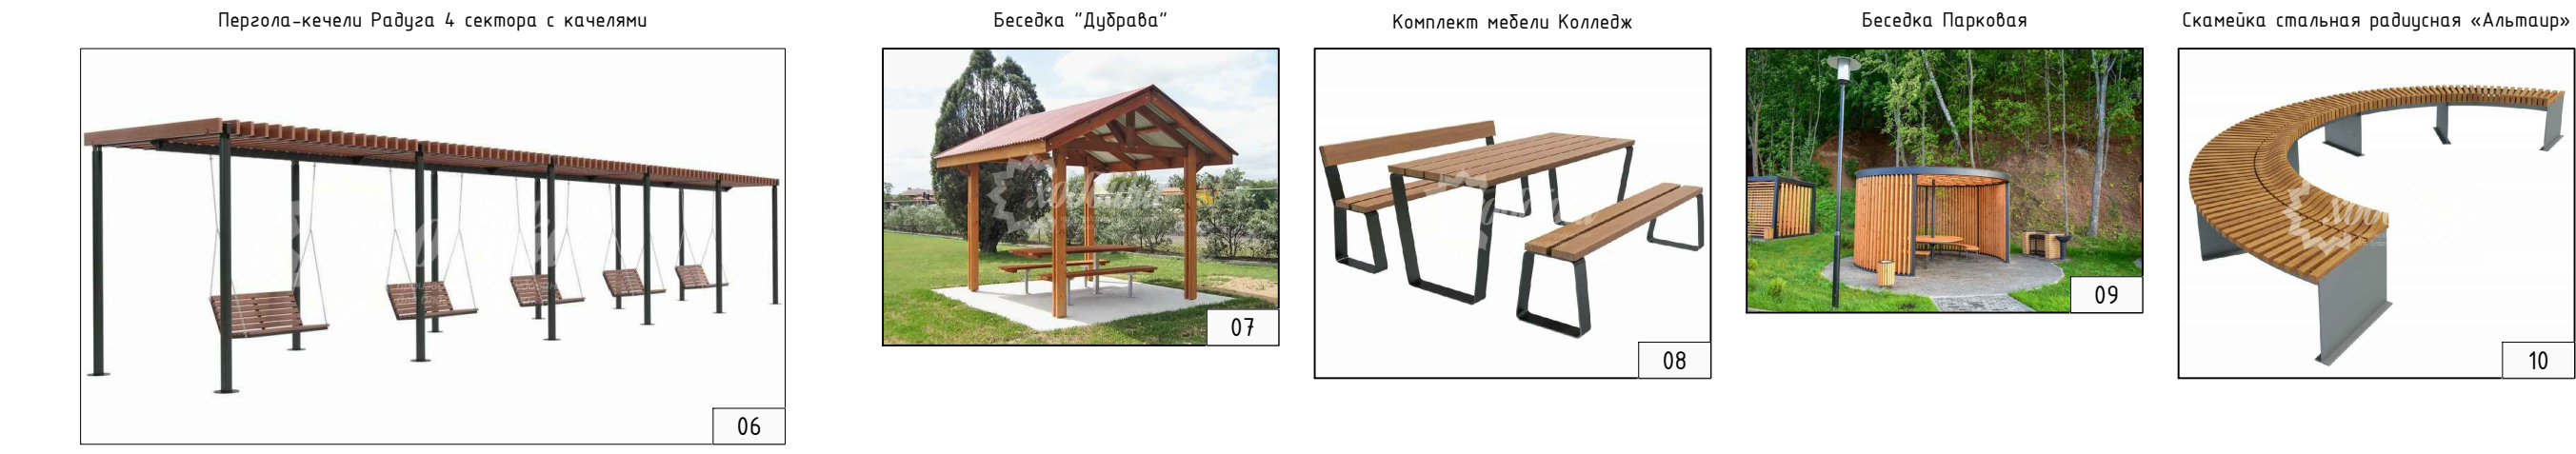 Пергола-кечели Радуга 4 сектора с качелями
Беседка "Дубрава"
Комплект мебели Колледж
Беседка Парковая
Скамейка стальная радиусная «Альтаир»
06
07
08
09
10